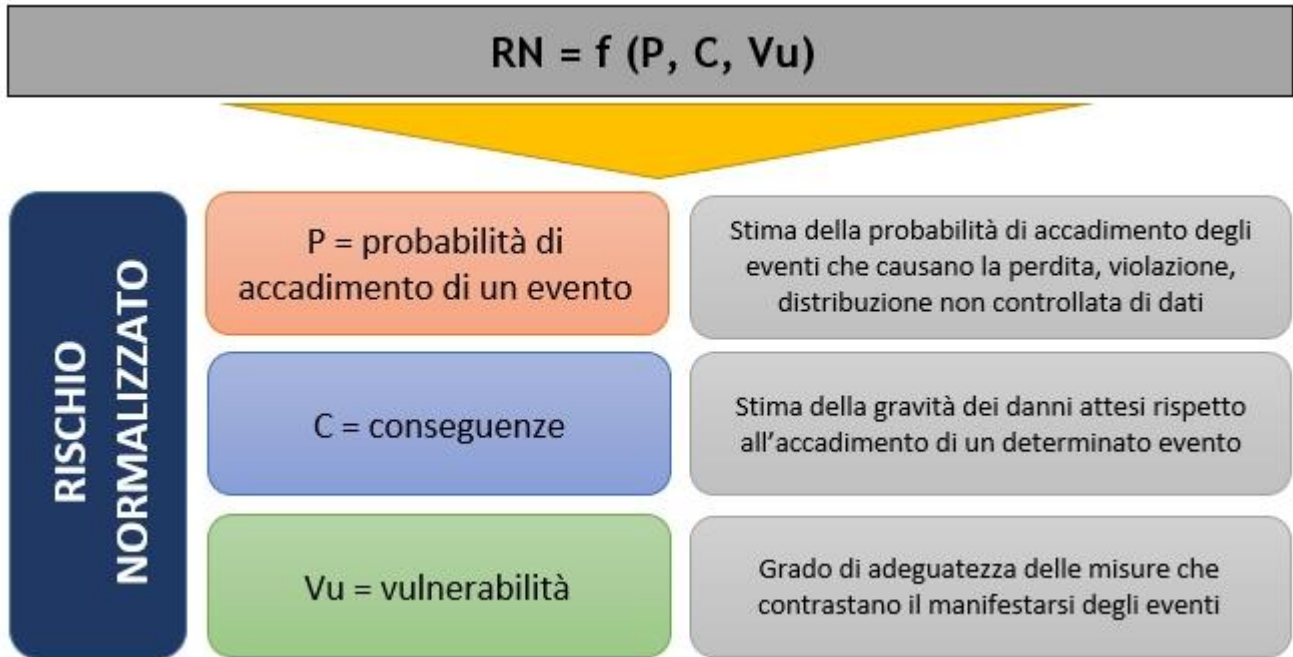 RN = f (P, C, Vu)
RISCHIO
NORMALIZZATO
P = probabilità di
accadimento di un evento
Stima della probabilità di accadimento degli
eventi che causano la perdita, violazione,
distribuzione non controllata di dati
C = conseguenze
Stima della gravità dei danni attesi rispetto
all’accadimento di un determinato evento
Vu = vulnerabilità
Grado di adeguatezza delle misure che
contrastano il manifestarsi degli eventi